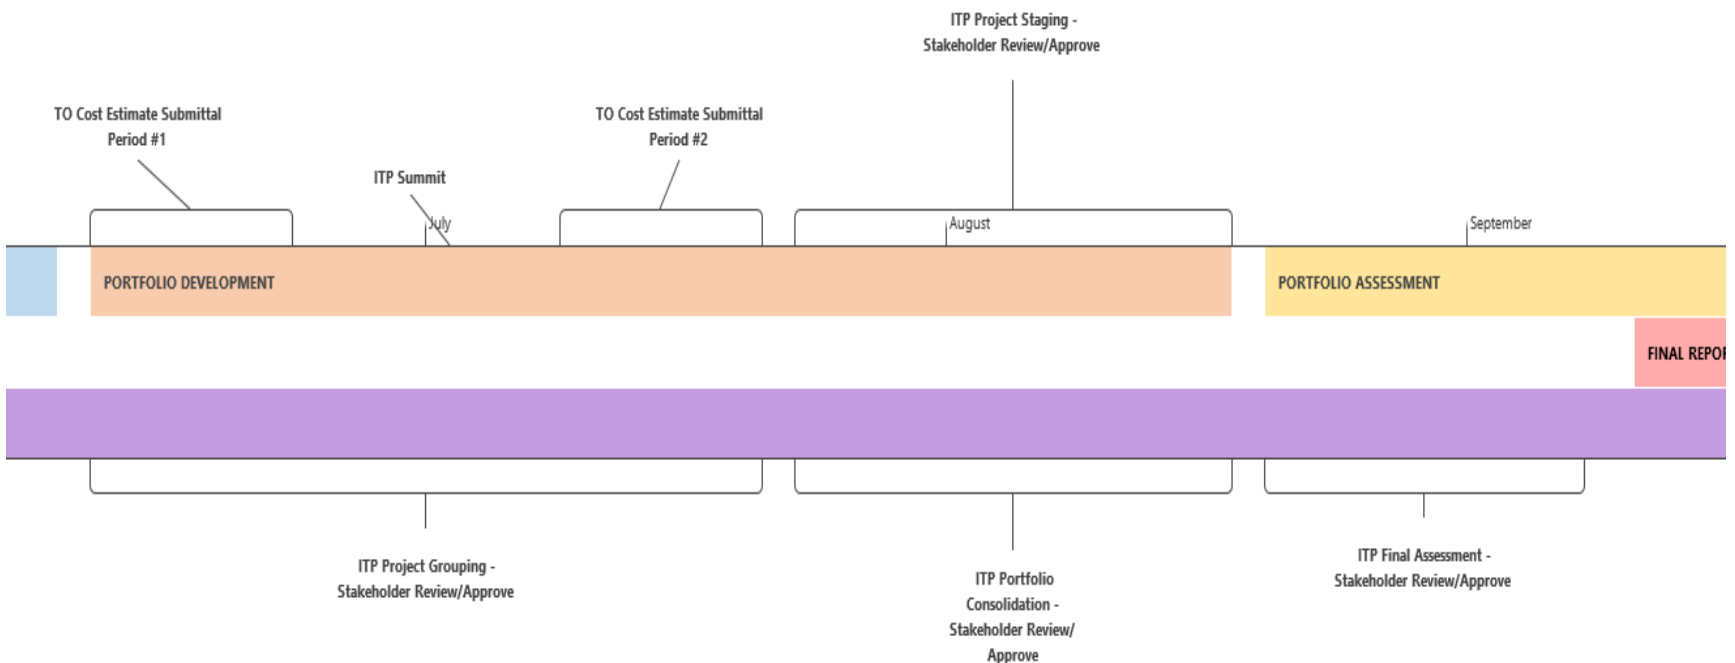 ITP Project Staging -
Stakeholder Review/Approve
TO Cost Estimate Submittal
Period #1
TO Cost Estimate Submittal
Period #2
ITP Summit
July
August
September
PORTFOLIO DEVELOPMENT
PORTFOLIO ASSESSMENT
FINAL REPOR
ITP Project Grouping -
Stakeholder Review/Approve
ITP Portfolio
Consolidation -
Stakeholder Review/
Approve
ITP Final Assessment -
Stakeholder Review/Approve